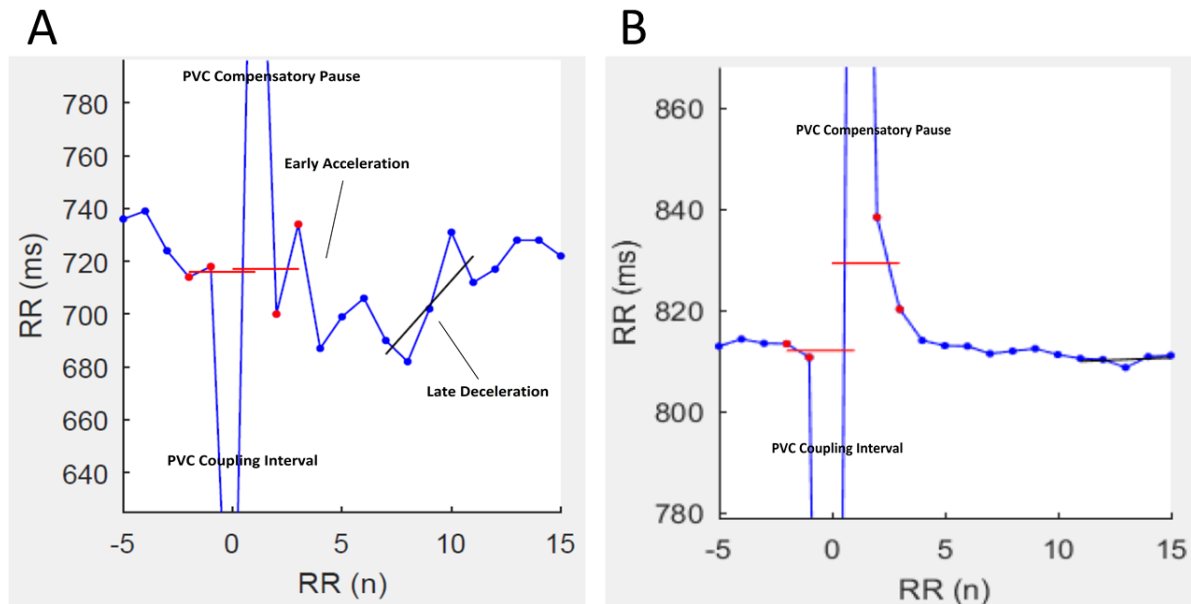 A
PVC Compensatory Pause
780
760
Early Acceleration
740
720
700
680
Late Deceleration
660
640
PVC Coupling Interval
RR (ms)
-5 0 5 10 15
RR (n)
B
860
PVC Compensatory Pause
840
820
800
PVC Coupling Interval
780
RR (ms)
-5 0 5 10 15
RR (n)